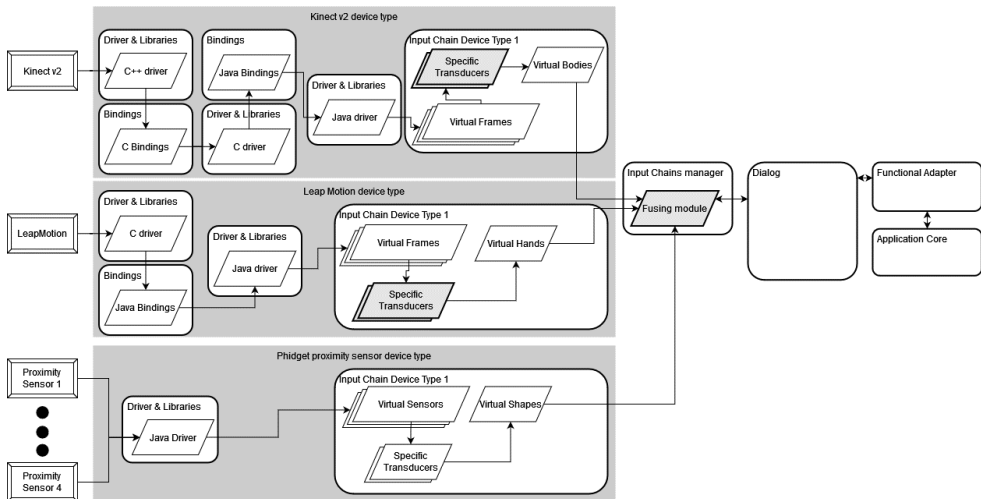 Kinect v2 device type
Kinect v2
Driver & Libraries
C++ driver
Bindings
C Bindings
Bindings
Java Bindings
Driver & Libraries
C driver
Driver & Libraries
Java driver
Input Chain Device Type 1
Specific
Transducers
Virtual Bodies
Virtual Frames
Leap Motion device type
LeapMotion
Driver & Libraries
C driver
Bindings
Java Bindings
Driver & Libraries
Java driver
Input Chain Device Type 1
Virtual Frames
Virtual Hands
Specific
Transducers
Phidget proximity sensor device type
Proximity
Sensor 1
Proximity
Sensor 4
Driver & Libraries
Java Driver
Input Chain Device Type 1
Virtual Sensors
Virtual Shapes
Specific
Transducers
Input Chains manager
Fusing module
Dialog
Functional Adapter
Application Core